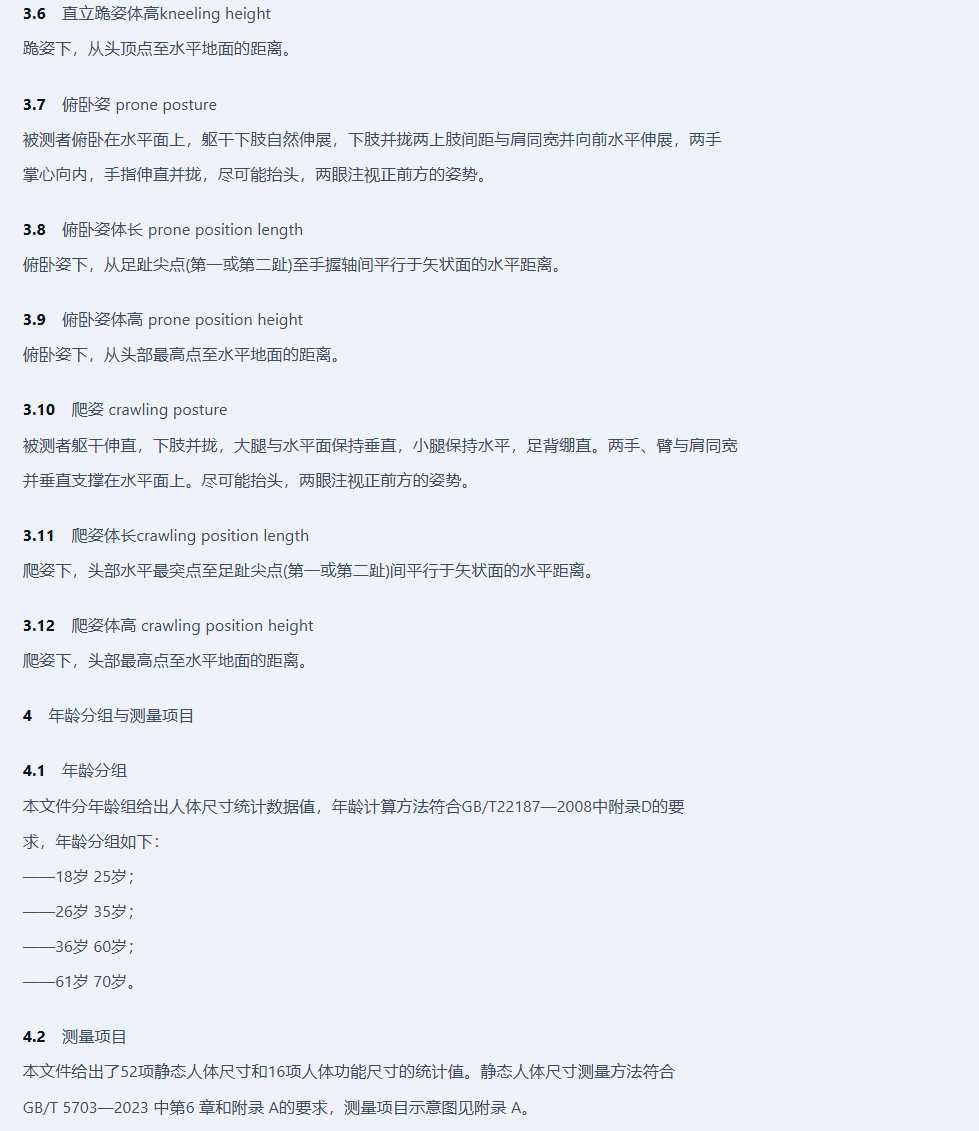 3.6 直立跪姿体高kneeling height
跪姿下，从头顶点至水平地面的距离。
3.7 俯卧姿 prone posture
被测者俯卧在水平面上，躯干下肢自然伸展，下肢并拢两上肢间距与肩同宽并向前水平伸展，两手
掌心向内，手指伸直并拢，尽可能抬头，两眼注视正前方的姿势。
3.8 俯卧姿体长 prone position length
俯卧姿下，从足趾尖点(第一或第二趾)至手握轴间平行于矢状面的水平距离。
3.9 俯卧姿体高 prone position height
俯卧姿下，从头部最高点至水平地面的距离。
3.10 爬姿 crawling posture
被测者躯干伸直，下肢并拢，大腿与水平面保持垂直，小腿保持水平，足背绷直。两手、臂与肩同宽
并垂直支撑在水平面上。尽可能抬头，两眼注视正前方的姿势。
3.11 爬姿体长crawling position length
爬姿下，头部水平最突点至足趾尖点(第一或第二趾)间平行于矢状面的水平距离。
3.12 爬姿体高 crawling position height
爬姿下，头部最高点至水平地面的距离。
4 年龄分组与测量项目
4.1 年龄分组
本文件分年龄组给出人体尺寸统计数据值，年龄计算方法符合GB/T22187—2008中附录D的要
求，年龄分组如下：
——18岁 25岁；
——26岁 35岁；
——36岁 60岁；
——61岁 70岁。
4.2 测量项目
本文件给出了52项静态人体尺寸和16项人体功能尺寸的统计值。静态人体尺寸测量方法符合
GB/T 5703—2023 中第6 章和附录 A的要求，测量项目示意图见附录 A。